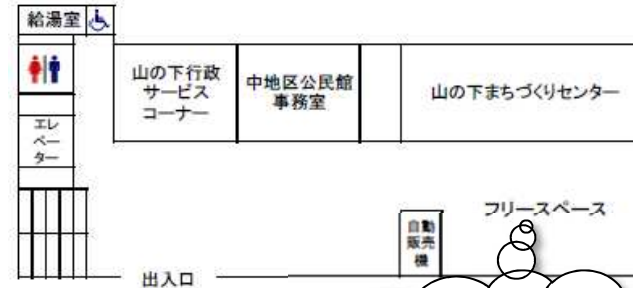 給湯室
山の下行政
サービス
コーナー
中地区公民館
事務室
山の下まちづくりセンター
エレ
ベー
ター
フリースペース
自動
販売
機
出入口